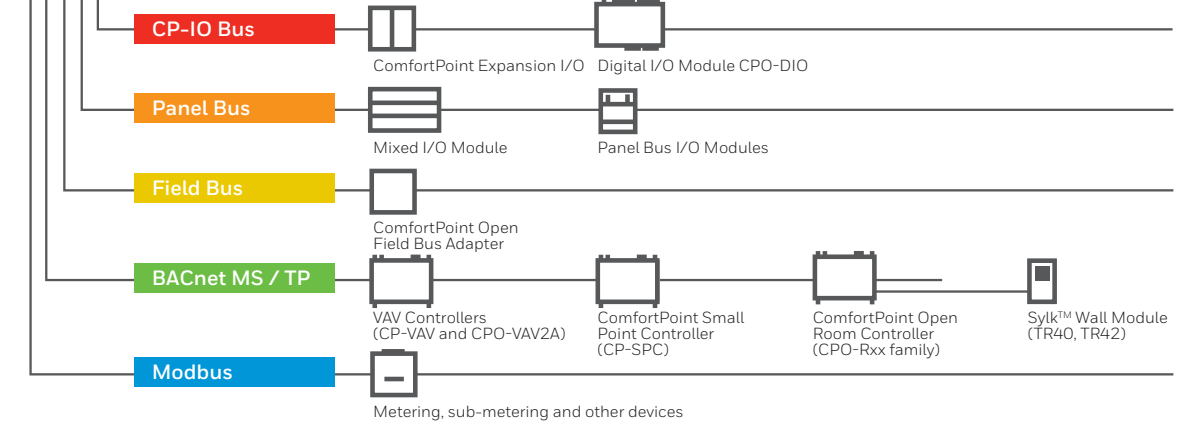 CP-IO Bus
ComfortPoint Expansion I/O
Digital I/O Module CPO-DIO
Panel Bus
Mixed I/O Module
Panel Bus I/O Modules
Field Bus
ComfortPoint Open
Field Bus Adapter
BACnet MS / TP
VAV Controllers
(CP-VAV and CPO-VAV2A)
ComfortPoint Small
Point Controller
(CP-SPC)
ComfortPoint Open
Room Controller
(CPO-Rxx family)
Sylk™ Wall Module
(TR40, TR42)
Modbus
Metering, sub-metering and other devices